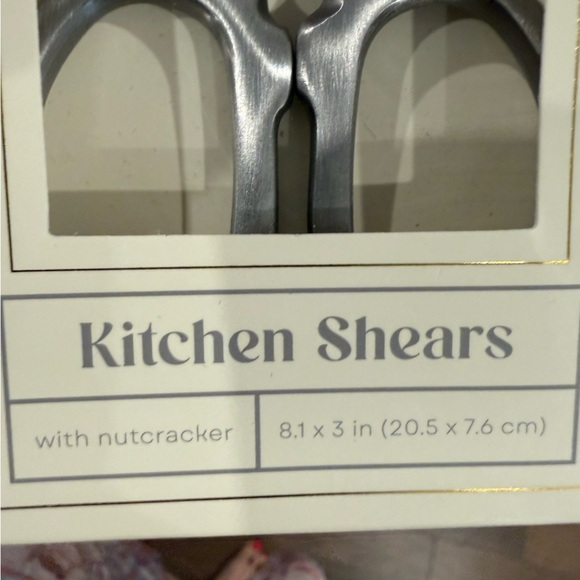 Kitchen Shears
with nutcracker
8.1 x 3 in (20.5 x 7.6 cm)